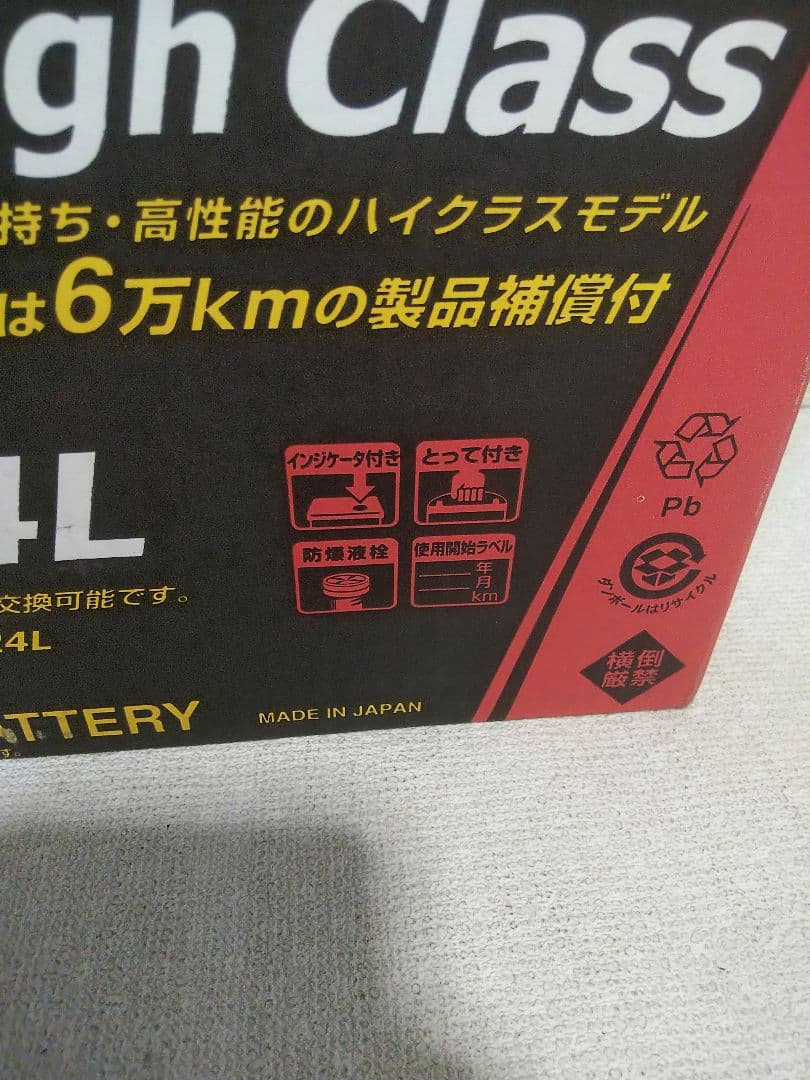 gh Class
持ち・高性能のハイクラスモデル
は6万kmの製品補償付
4L
インジケータ付き
とって付き
防爆液栓
使用開始ラベル
年
月
km
交換可能です。
24L
ATTERY
MADE IN JAPAN
す。
Pb
ダンボールはリサイクル
横倒
厳禁